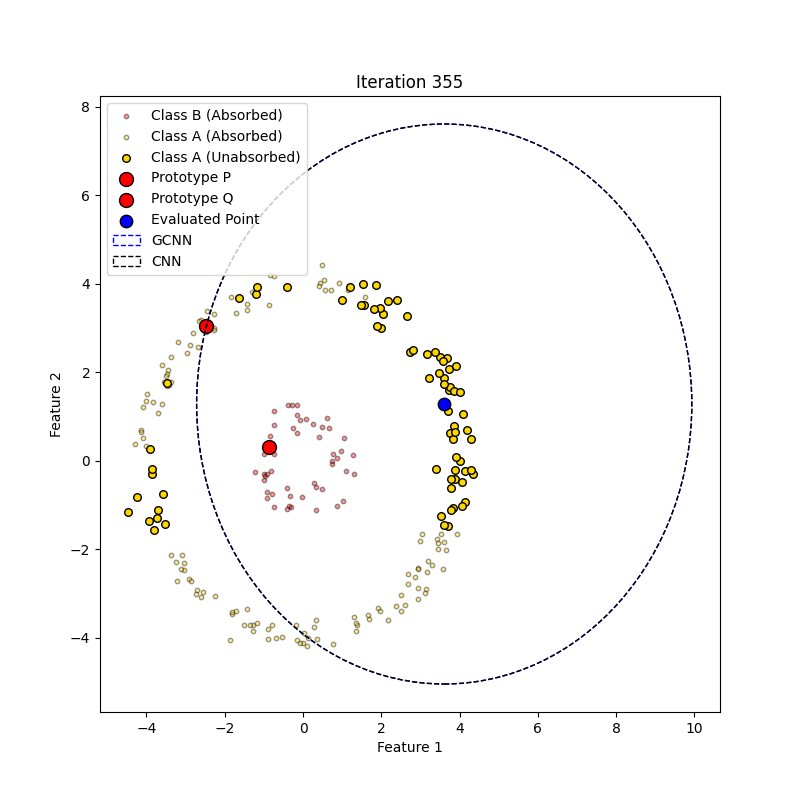 Iteration 355
Class B (Absorbed)
Class A (Absorbed)
Class A (Unabsorbed)
Prototype P
Prototype Q
Evaluated Point
GCNN
CNN
8
6
4
2
0
−2
−4
Feature 2
−4 −2 0 2 4 6 8 10
Feature 1